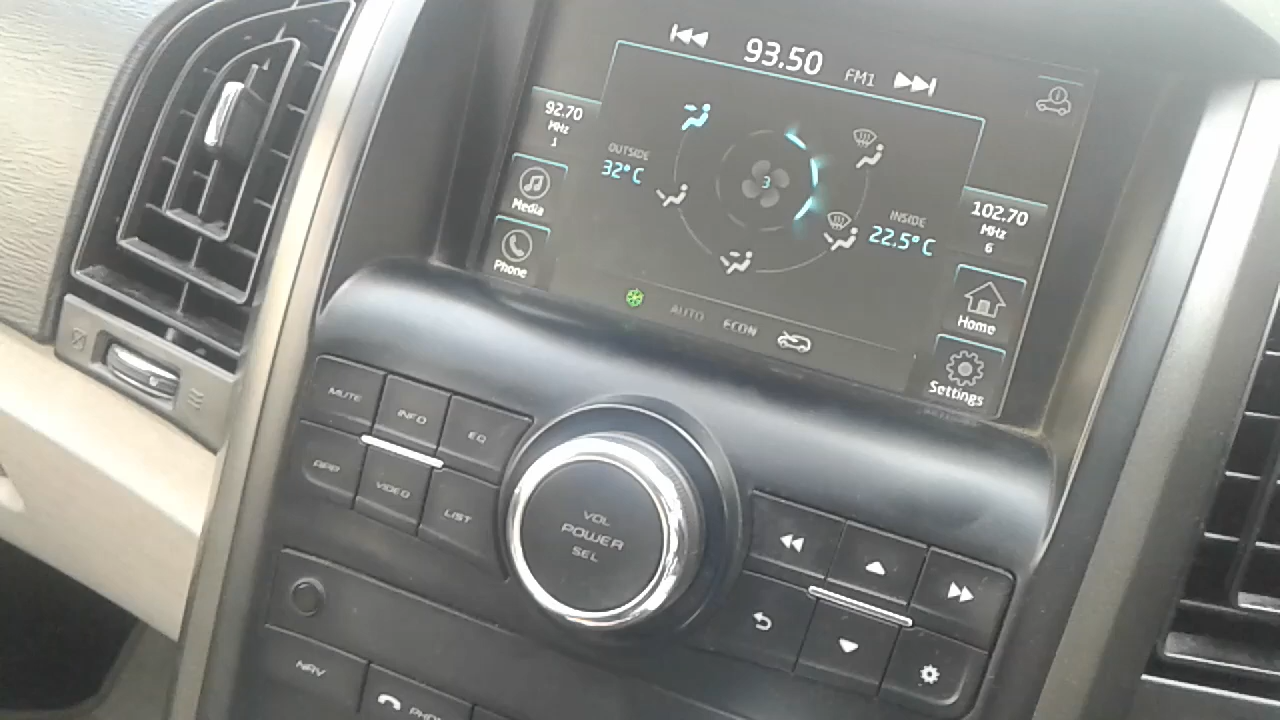 93.50 FM1
92.70
MHz
1
OUTSIDE
32°C
3
INSIDE
22.5°C
102.70
MHz
6
Media
Phone
Home
Settings
AUTO ECON
MUTE INFO EQ
APP VIDEO LIST
VOL
POWER
SEL
NAV